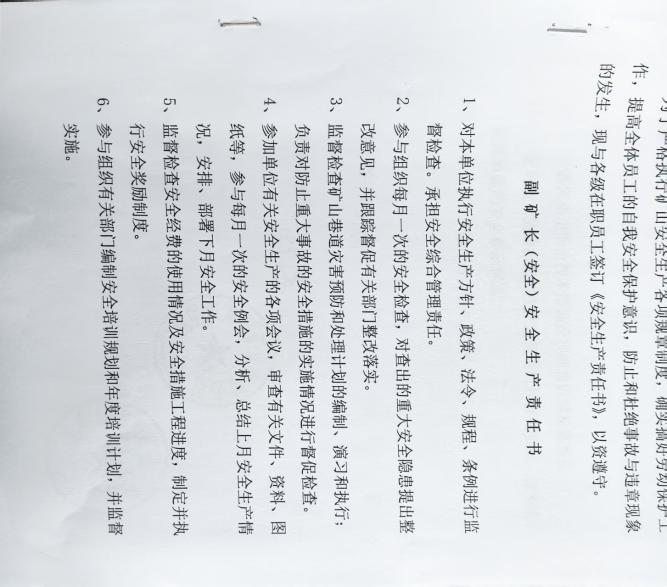 为了严格执行矿山安全生产各项规章制度，确实搞好劳动保护工
作，提高全体员工的自我安全保护意识，防止和杜绝事故与违章现象
的发生，现与各级在职员工签订《安全生产责任书》，以资遵守。
副 矿 长（安全）安 全 生 产 责 任 书
1、对本单位执行安全生产方针、政策、法令、规程、条例进行监
督检查。承担安全综合管理责任。
2、参与组织每月一次的安全检查，对查出的重大安全隐患提出整
改意见，并跟踪督促有关部门整改落实。
3、监督检查矿山巷道灾害预防和处理计划的编制、演习和执行；
负责对防止重大事故的安全措施的实施情况进行督促检查。
4、参加单位有关安全生产的各项会议，审查有关文件、资料、图
纸等，参与每月一次的安全例会，分析、总结上月安全生产情
况，安排、部署下月安全工作。
5、监督检查安全经费的使用情况及安全措施工程进度，制定并执
行安全奖励制度。
6、参与组织有关部门编制安全培训规划和年度培训计划，并监督
实施。